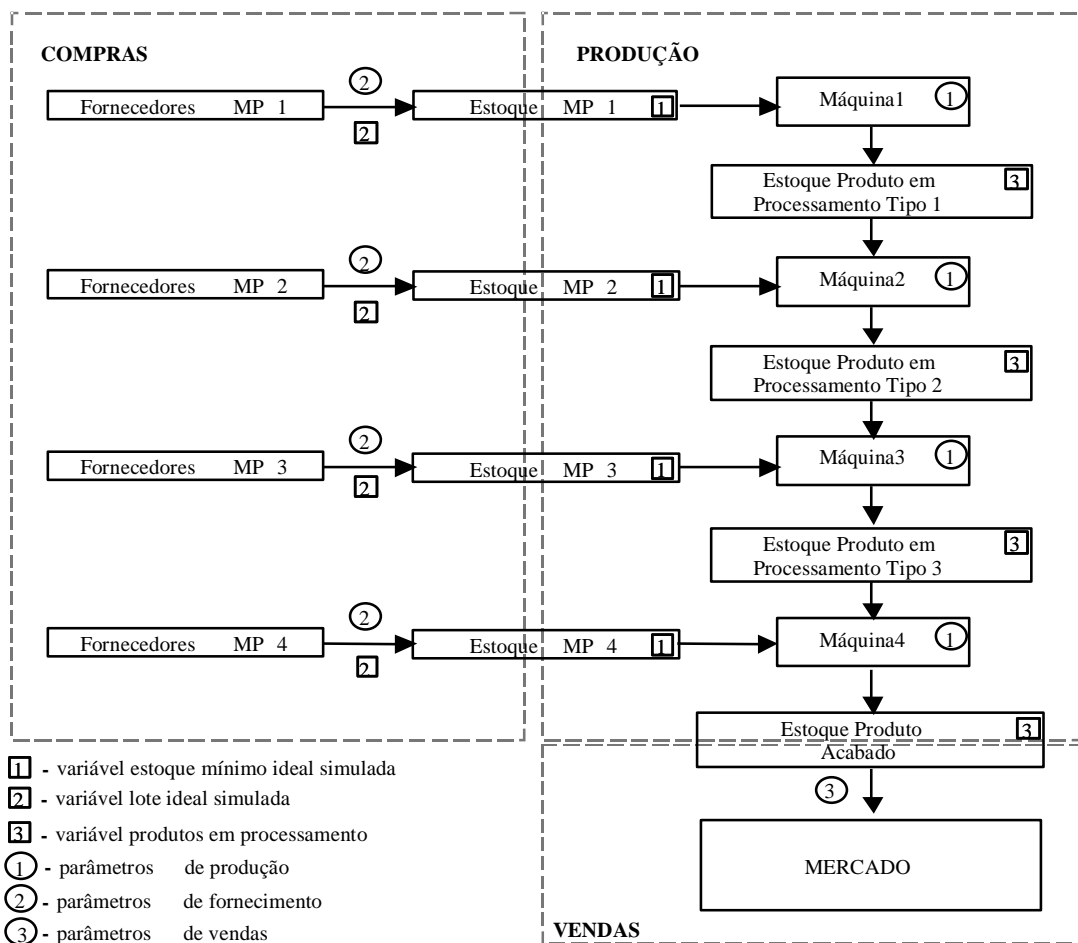 COMPRAS
PRODUÇÃO
2
Fornecedores MP 1
2
Estoque MP 1 1
Máquina1 1
Estoque Produto em 3
Processamento Tipo 1
2
Fornecedores MP 2
2
Estoque MP 2 1
Máquina2 1
Estoque Produto em 3
Processamento Tipo 2
2
Fornecedores MP 3
2
Estoque MP 3 1
Máquina3 1
Estoque Produto em 3
Processamento Tipo 3
2
Fornecedores MP 4
2
Estoque MP 4 1
Máquina4 1
Estoque Produto 3
Acabado
3
MERCADO
VENDAS
1 - variável estoque mínimo ideal simulada
2 - variável lote ideal simulada
3 - variável produtos em processamento
1 - parâmetros de produção
2 - parâmetros de fornecimento
3 - parâmetros de vendas